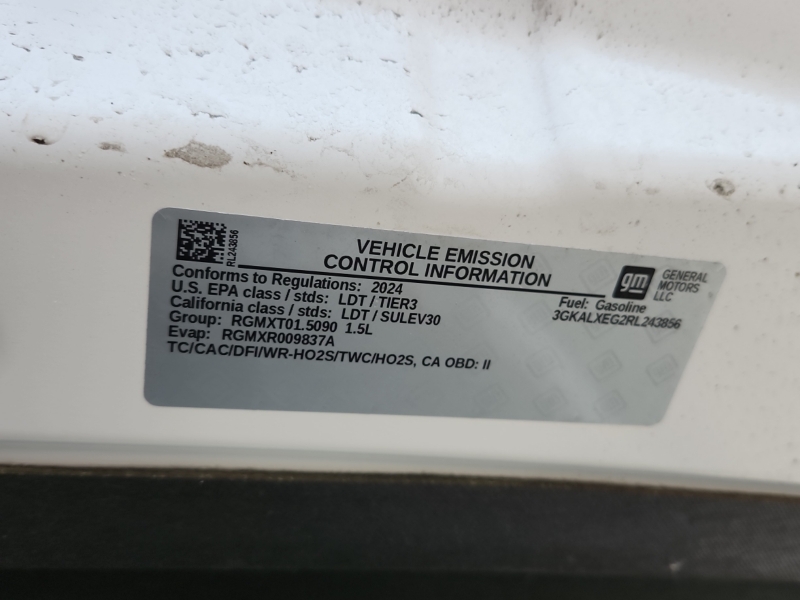 RL243856
VEHICLE EMISSION
CONTROL INFORMATION
gm
GENERAL
MOTORS
LLC
Conforms to Regulations: 2024
U.S. EPA class / stds: LDT / TIER3
California class / stds: LDT / SULEV30
Group: RGMXT01.5090 1.5L
Evap: RGMXR009837A
TC/CAC/DFI/WR-HO2S/TWC/HO2S, CA OBD: II
Fuel: Gasoline
3GKALXEG2RL243856